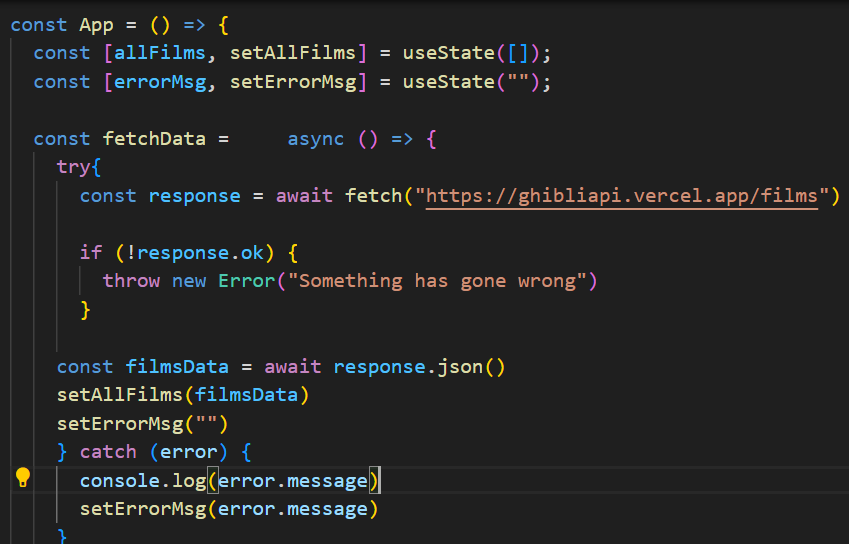 const App = () => {
  const [allFilms, setAllFilms] = useState([]);
  const [errorMsg, setErrorMsg] = useState("");

  const fetchData =     async () => {
    try{
      const response = await fetch("https://ghibliapi.vercel.app/films")

      if (!response.ok) {
        throw new Error("Something has gone wrong")
      }

    const filmsData = await response.json()
    setAllFilms(filmsData)
    setErrorMsg("")
    } catch (error) {
      console.log(error.message)
      setErrorMsg(error.message)
    }